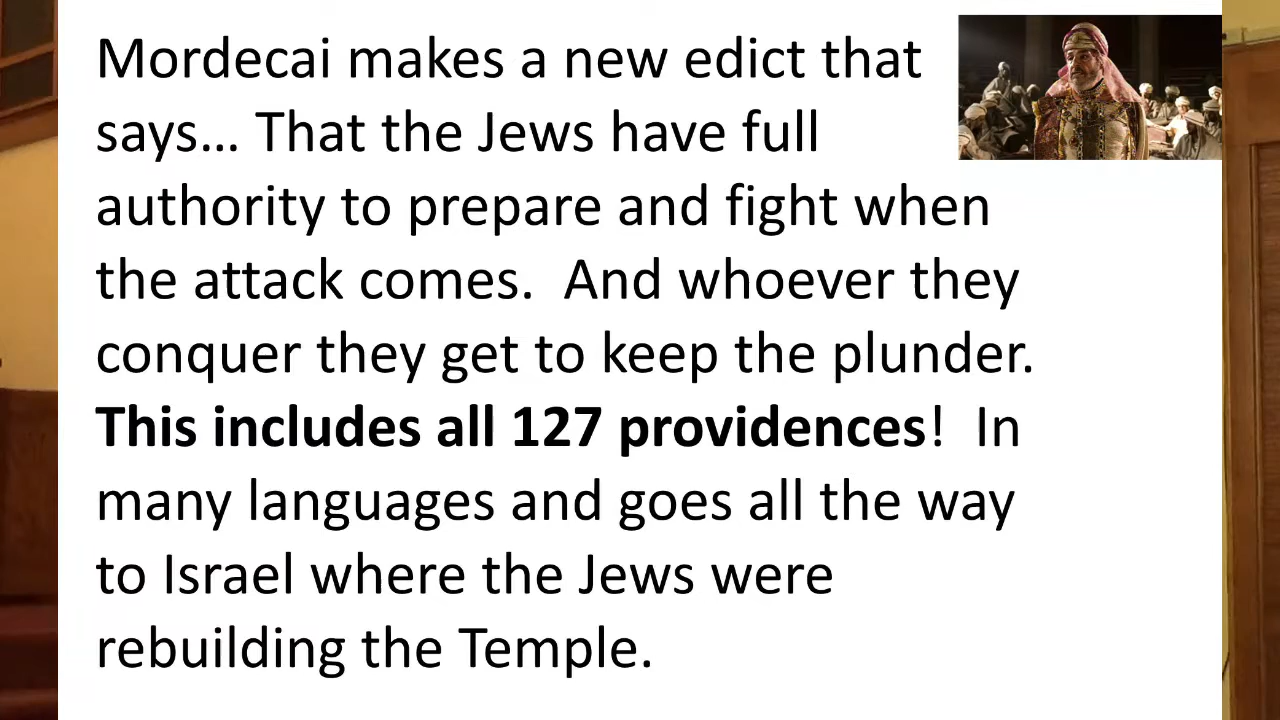 Mordecai makes a new edict that
says... That the Jews have full
authority to prepare and fight when
the attack comes.  And whoever they
conquer they get to keep the plunder.
This includes all 127 providences!  In
many languages and goes all the way
to Israel where the Jews were
rebuilding the Temple.